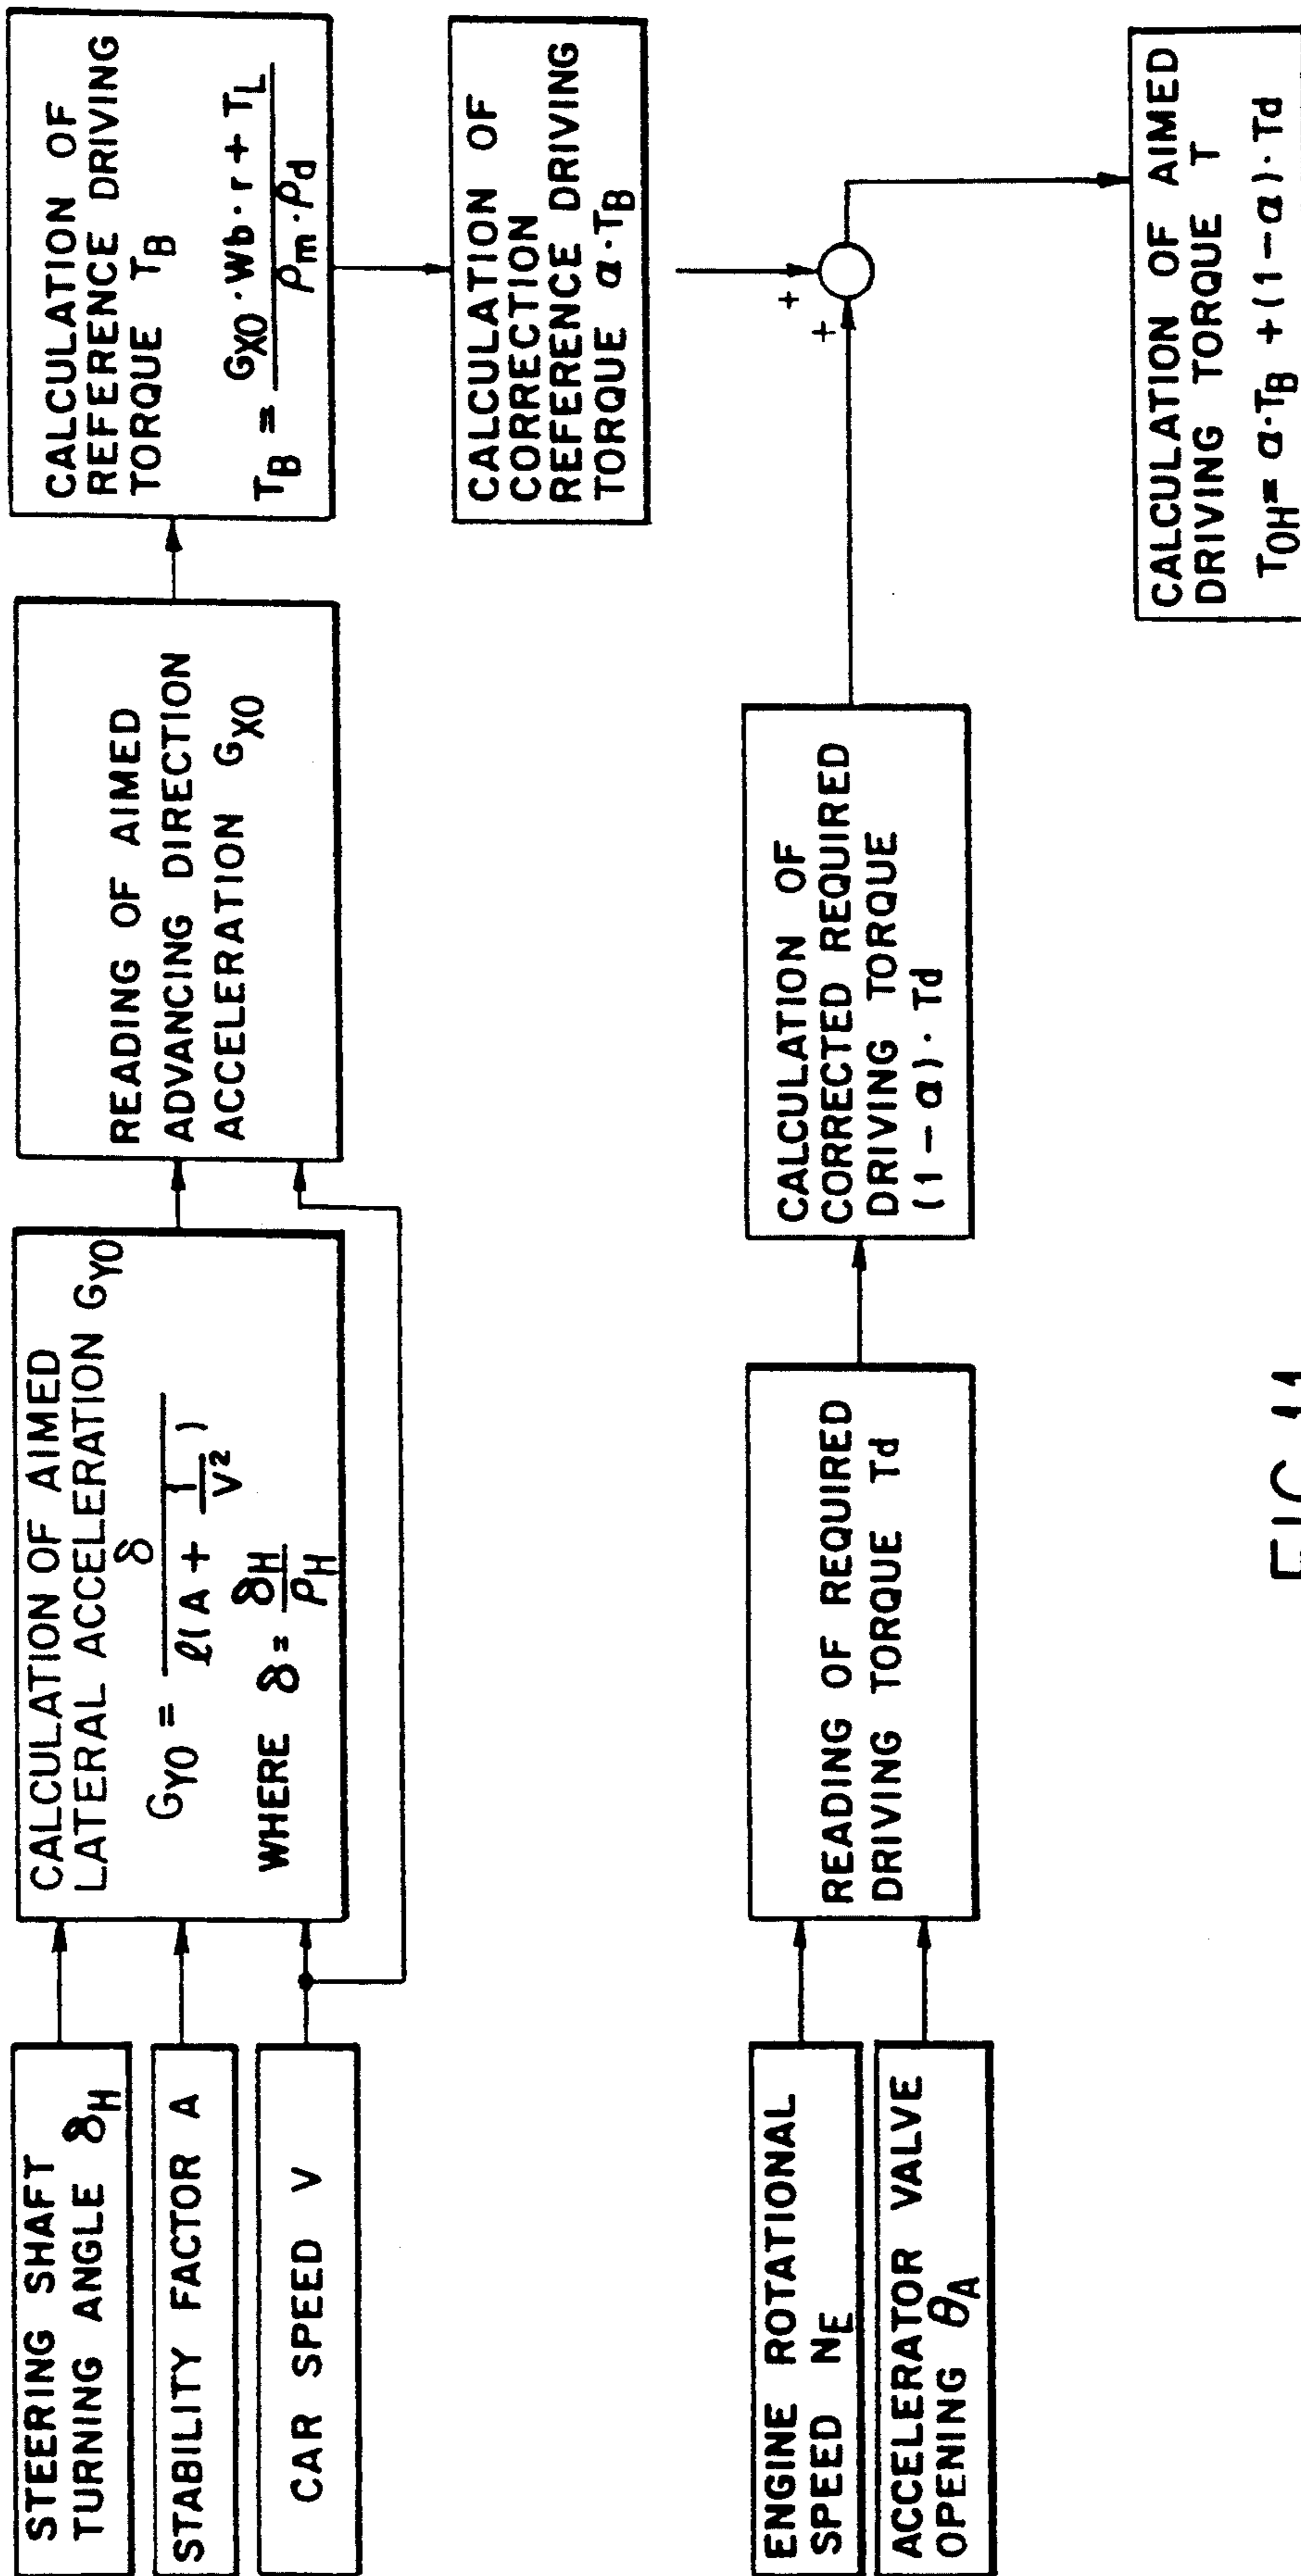 STEERING SHAFT
TURNING ANGLE δH
STABILITY FACTOR A
CAR SPEED V
CALCULATION OF AIMED
LATERAL ACCELERATION GYO
GYO = δ / ℓ(A + 1/V²)
WHERE δ = δH/ρH
READING OF AIMED
ADVANCING DIRECTION
ACCELERATION GXO
CALCULATION OF
REFERENCE DRIVING
TORQUE TB
TB = GXO·Wb·r + TL / ρm·ρd
CALCULATION OF
CORRECTION
REFERENCE DRIVING
TORQUE α·TB
ENGINE ROTATIONAL
SPEED NE
ACCELERATOR VALVE
OPENING θA
READING OF REQUIRED
DRIVING TORQUE Td
CALCULATION OF
CORRECTED REQUIRED
DRIVING TORQUE
(1-α)·Td
+
+
CALCULATION OF AIMED
DRIVING TORQUE T
TOH= α·TB +(1-α)·Td